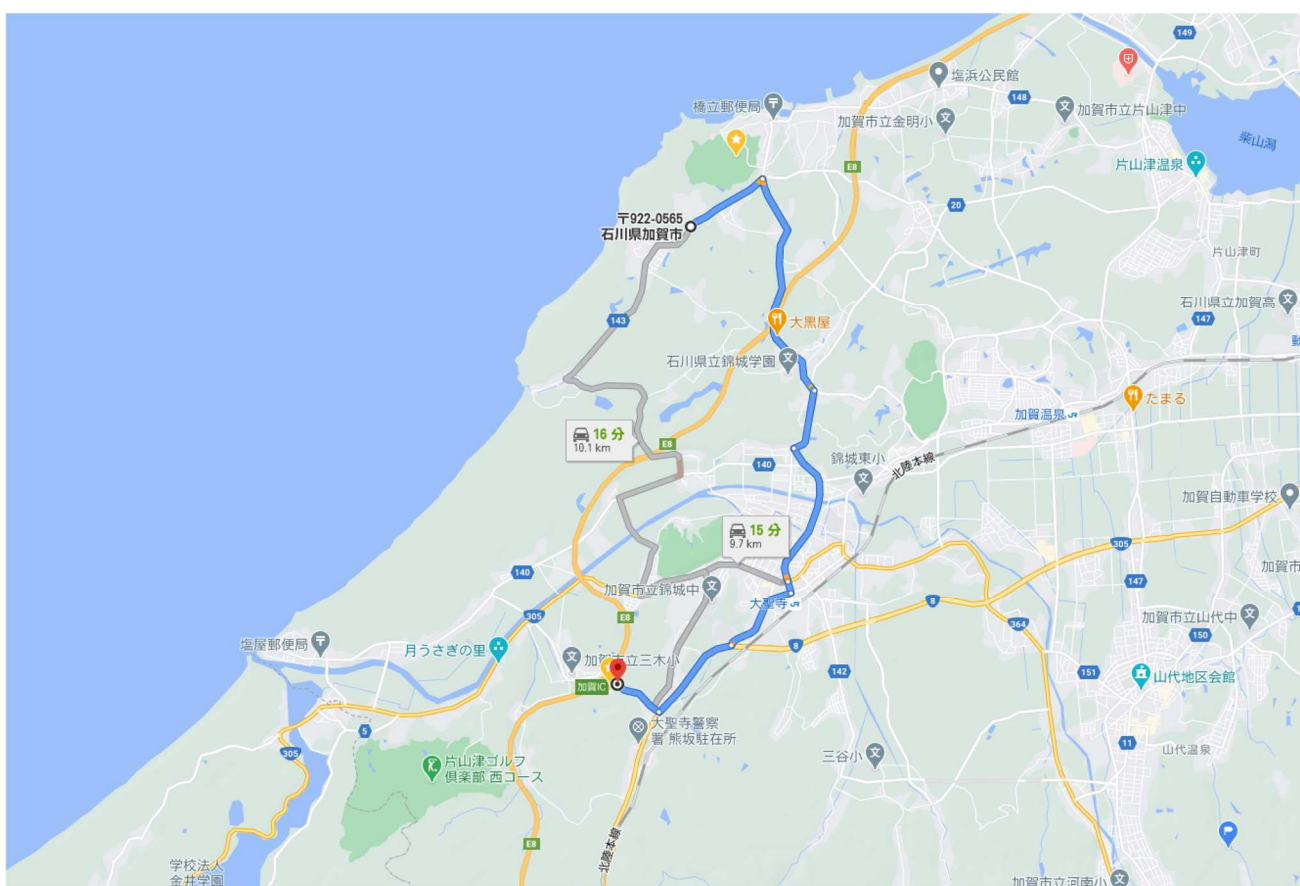 149
塩浜公民館
148
橋立郵便局
加賀市立金明小
加賀市立片山津中
柴山潟
片山津温泉
E8
20
〒922-0565
石川県加賀市
片山津町
石川県立加賀高
147
143
大黒屋
石川県立錦城学園
たまる
加賀温泉
16 分
10.1 km
E8
140
錦城東小
北陸本線
加賀自動車学校
15 分
9.7 km
305
140
加賀市立錦城中
大聖寺
8
147
加賀市
305
E8
364
加賀市立山代中
150
塩屋郵便局
月うさぎの里
加賀市立三木小
8
142
151
山代地区会館
加賀IC
大聖寺警察
署 熊坂駐在所
5
305
三谷小
11
山代温泉
片山津ゴルフ
倶楽部 西コース
E8
北陸本線
学校法人
金井学園
加賀市立河南小